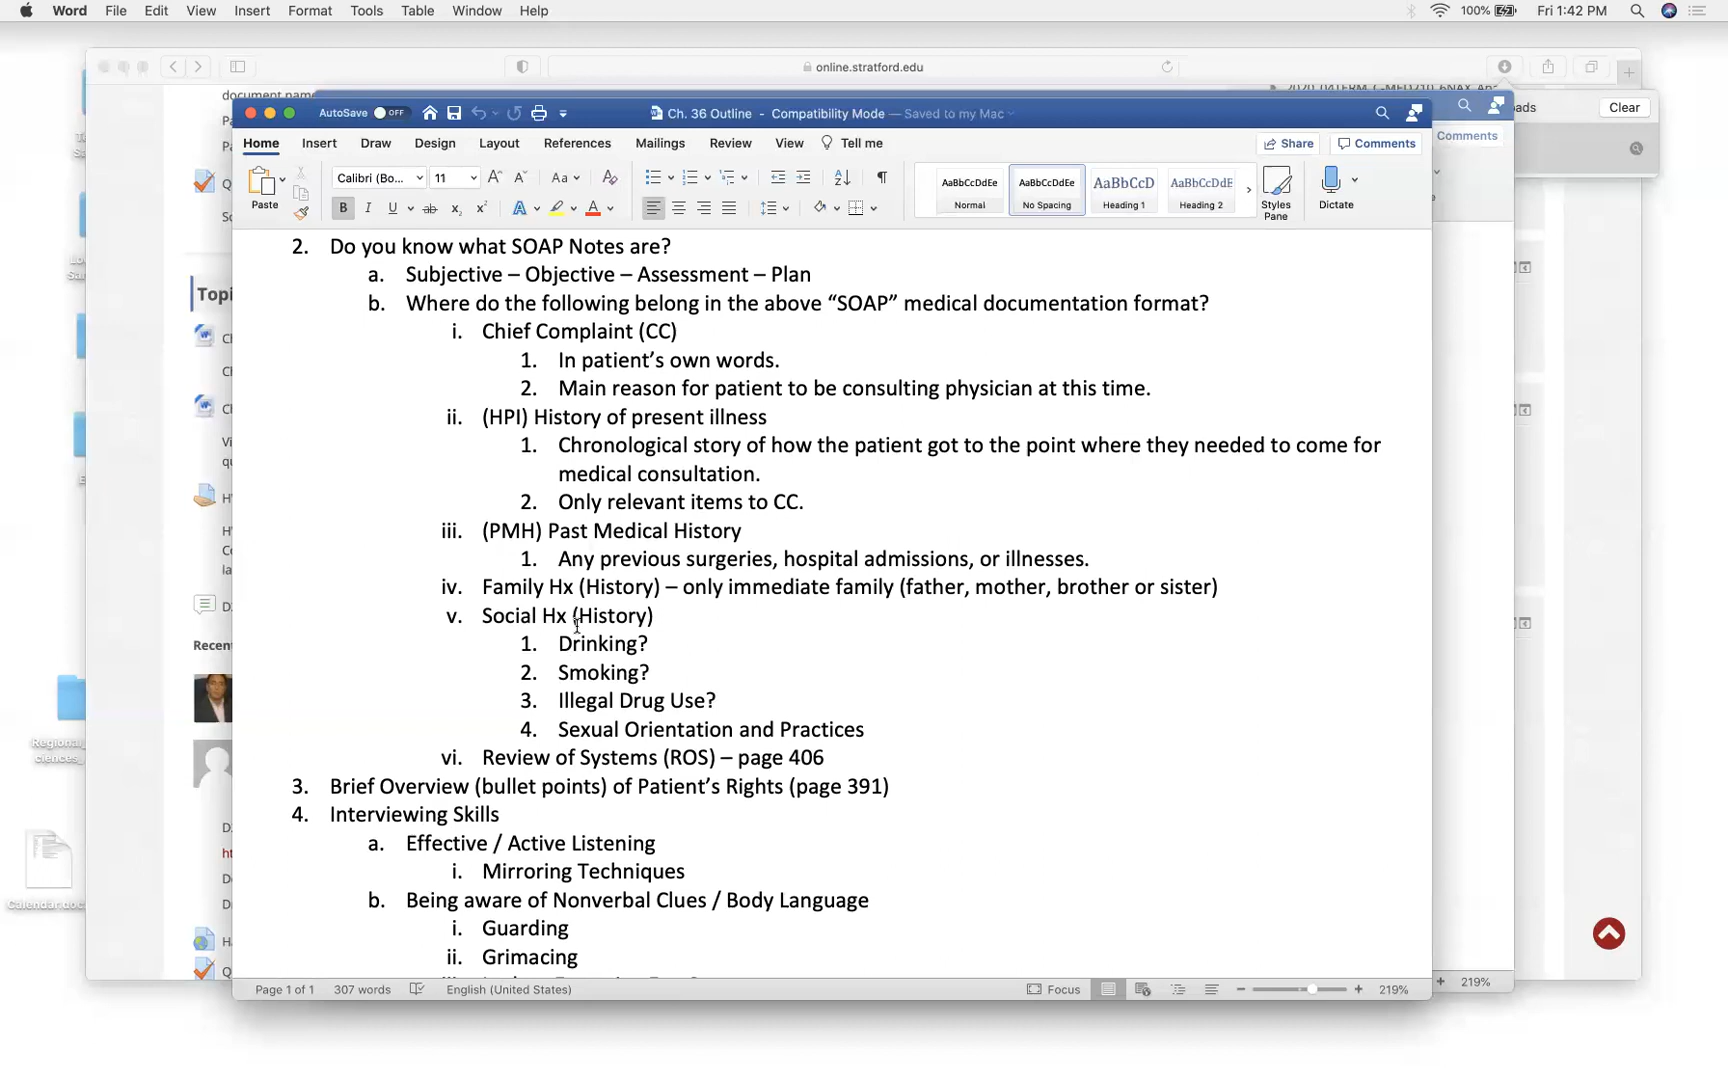 Word File Edit View Insert Format Tools Table Window Help 100% Fri 1:42 PM
online.stratford.edu
document name
Clear
AutoSave OFF Ch. 36 Outline - Compatibility Mode — Saved to my Mac
Comments
Home Insert Draw Design Layout References Mailings Review View Tell me Share Comments
Paste
Calibri (Bo... 11
AaBbCcDdEe AaBbCcDdEe AaBbCcD AaBbCcDdE
Normal No Spacing Heading 1 Heading 2
Styles
Pane
Dictate
2. Do you know what SOAP Notes are?
a. Subjective – Objective – Assessment – Plan
b. Where do the following belong in the above “SOAP” medical documentation format?
i. Chief Complaint (CC)
1. In patient’s own words.
2. Main reason for patient to be consulting physician at this time.
ii. (HPI) History of present illness
1. Chronological story of how the patient got to the point where they needed to come for
medical consultation.
2. Only relevant items to CC.
iii. (PMH) Past Medical History
1. Any previous surgeries, hospital admissions, or illnesses.
iv. Family Hx (History) – only immediate family (father, mother, brother or sister)
v. Social Hx (History)
1. Drinking?
2. Smoking?
3. Illegal Drug Use?
4. Sexual Orientation and Practices
vi. Review of Systems (ROS) – page 406
3. Brief Overview (bullet points) of Patient’s Rights (page 391)
4. Interviewing Skills
a. Effective / Active Listening
i. Mirroring Techniques
b. Being aware of Nonverbal Clues / Body Language
i. Guarding
ii. Grimacing
Page 1 of 1 307 words English (United States) Focus 219%
219%
Topi
Recen
Regional_
Calendar.doc